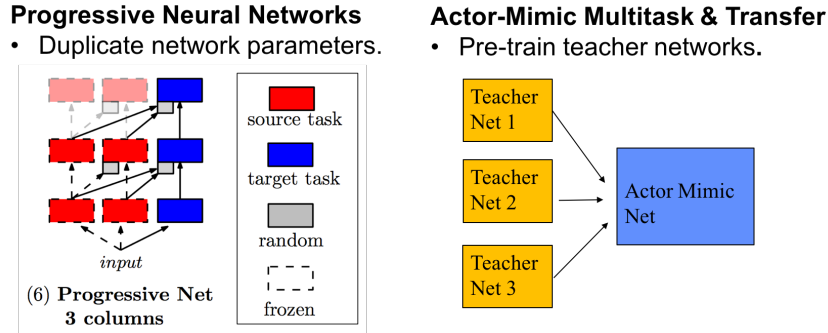 Progressive Neural Networks
• Duplicate network parameters.
source task
target task
random
frozen
input
(6) Progressive Net
3 columns
Actor-Mimic Multitask & Transfer
• Pre-train teacher networks.
Teacher
Net 1
Teacher
Net 2
Teacher
Net 3
Actor Mimic
Net